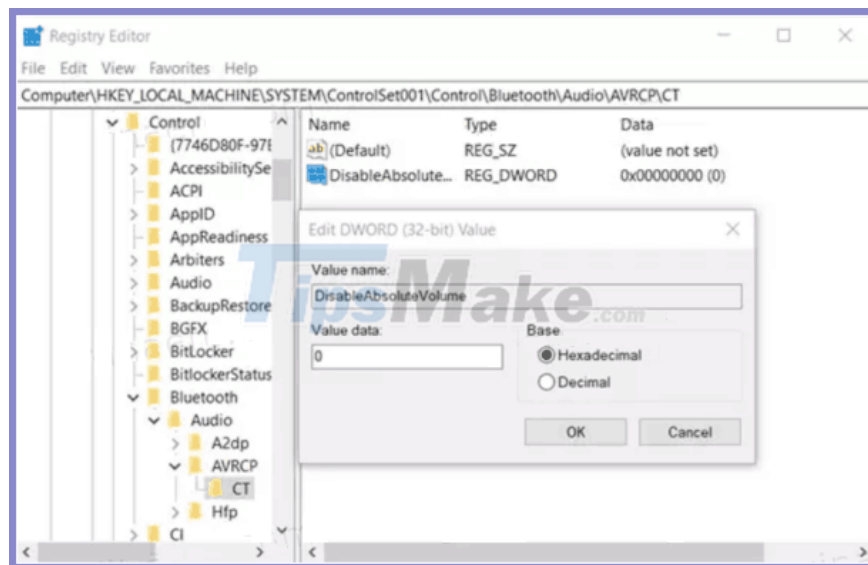 Registry Editor
File Edit View Favorites Help
Computer\HKEY_LOCAL_MACHINE\SYSTEM\ControlSet001\Control\Bluetooth\Audio\AVRCP\CT
Control
{7746D80F-97E
AccessibilitySe
ACPI
AppID
AppReadiness
Arbiters
Audio
BackupRestore
BGFX
BitLocker
BitlockerStatus
Bluetooth
Audio
A2dp
AVRCP
CT
Hfp
CI
Name Type Data
ab (Default) REG_SZ (value not set)
DisableAbsolute... REG_DWORD 0x00000000 (0)
Edit DWORD (32-bit) Value
Value name:
DisableAbsoluteVolume
Value data:
0
Base
Hexadecimal
Decimal
OK Cancel
TipsMake.com